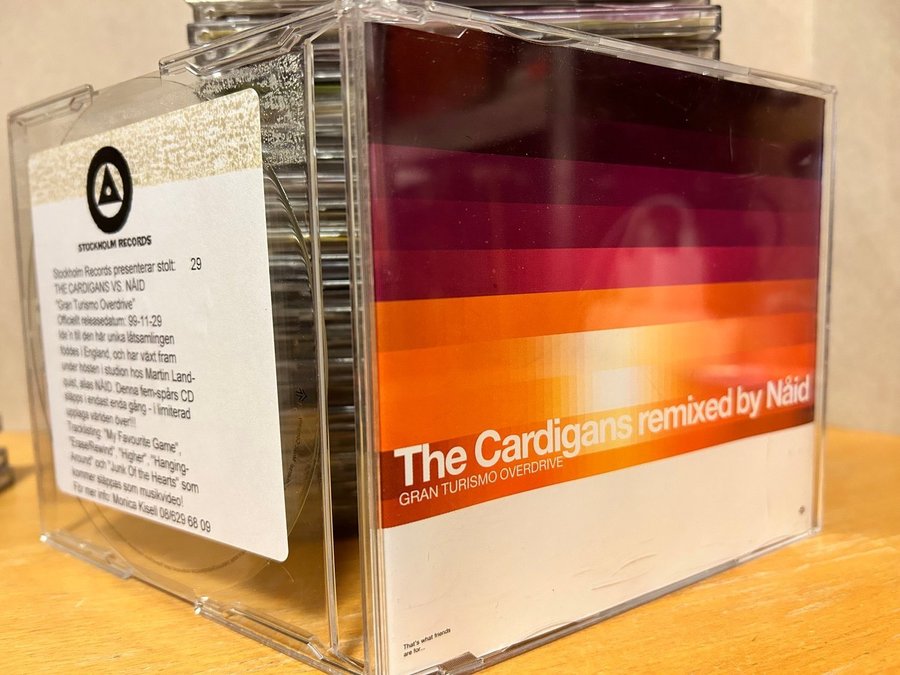 STOCKHOLM RECORDS
Stockholm Records presenterar stolt: 29
THE CARDIGANS VS. NÅID
"Gran Turismo Overdrive"
Officiellt releasedatum: 99-11-29
Ide'n till den här unika låtsamlingen
föddes i England, och har växt fram
under hösten i studion hos Martin Land-
quist, alias NÅID. Denna fem-spårs CD
släpps i endast enda gång - i limiterad
upplaga världen över!!!
Tracklisting: "My Favourite Game",
"Erase/Rewind", "Higher", "Hanging-
Around" och "Junk Of the Hearts" som
kommer släppas som musikvideo!
För mer info: Monica Kisell 08/629 68 09
The Cardigans remixed by Nåid
GRAN TURISMO OVERDRIVE
That's what friends
are for...